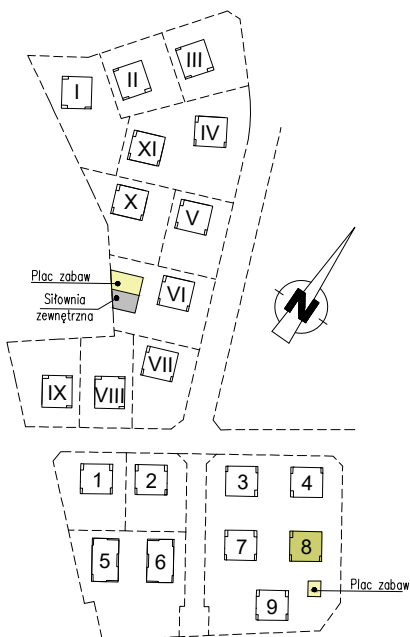 III
II
I
IV
XI
X
V
Plac zabaw
Siłownia
zewnętrzna
VI
N
VII
IX
VIII
1
2
3
4
5
6
7
8
Plac zabaw
9